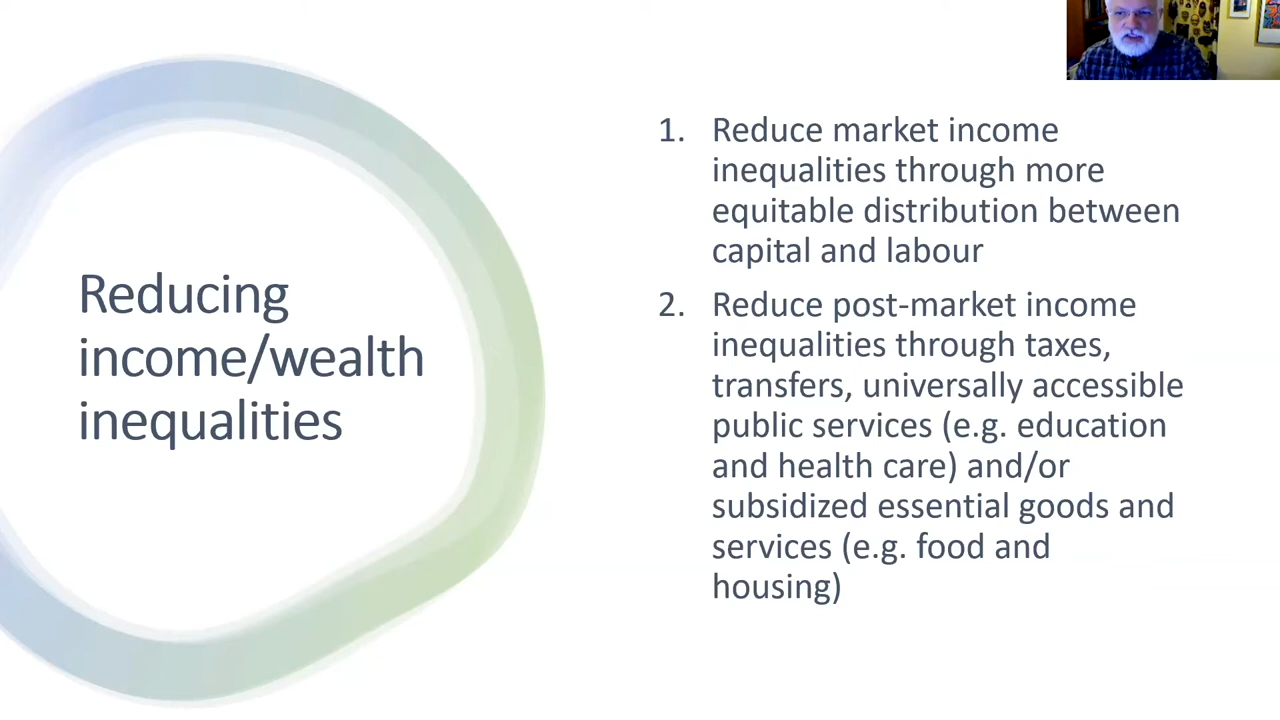 Reducing
income/wealth
inequalities
1. Reduce market income
inequalities through more
equitable distribution between
capital and labour
2. Reduce post-market income
inequalities through taxes,
transfers, universally accessible
public services (e.g. education
and health care) and/or
subsidized essential goods and
services (e.g. food and
housing)